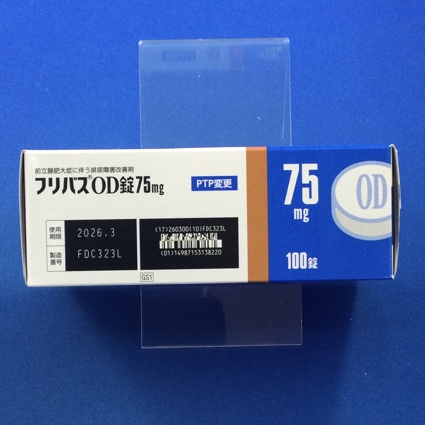 前立腺肥大症に伴う排尿障害改善剤
フリバス®OD錠75mg
PTP変更
使用期限 2026.3
製造番号 FDC323L
(17)260300(10)FDC323L
(01)14987153138220
GS1
75
mg
OD
100錠